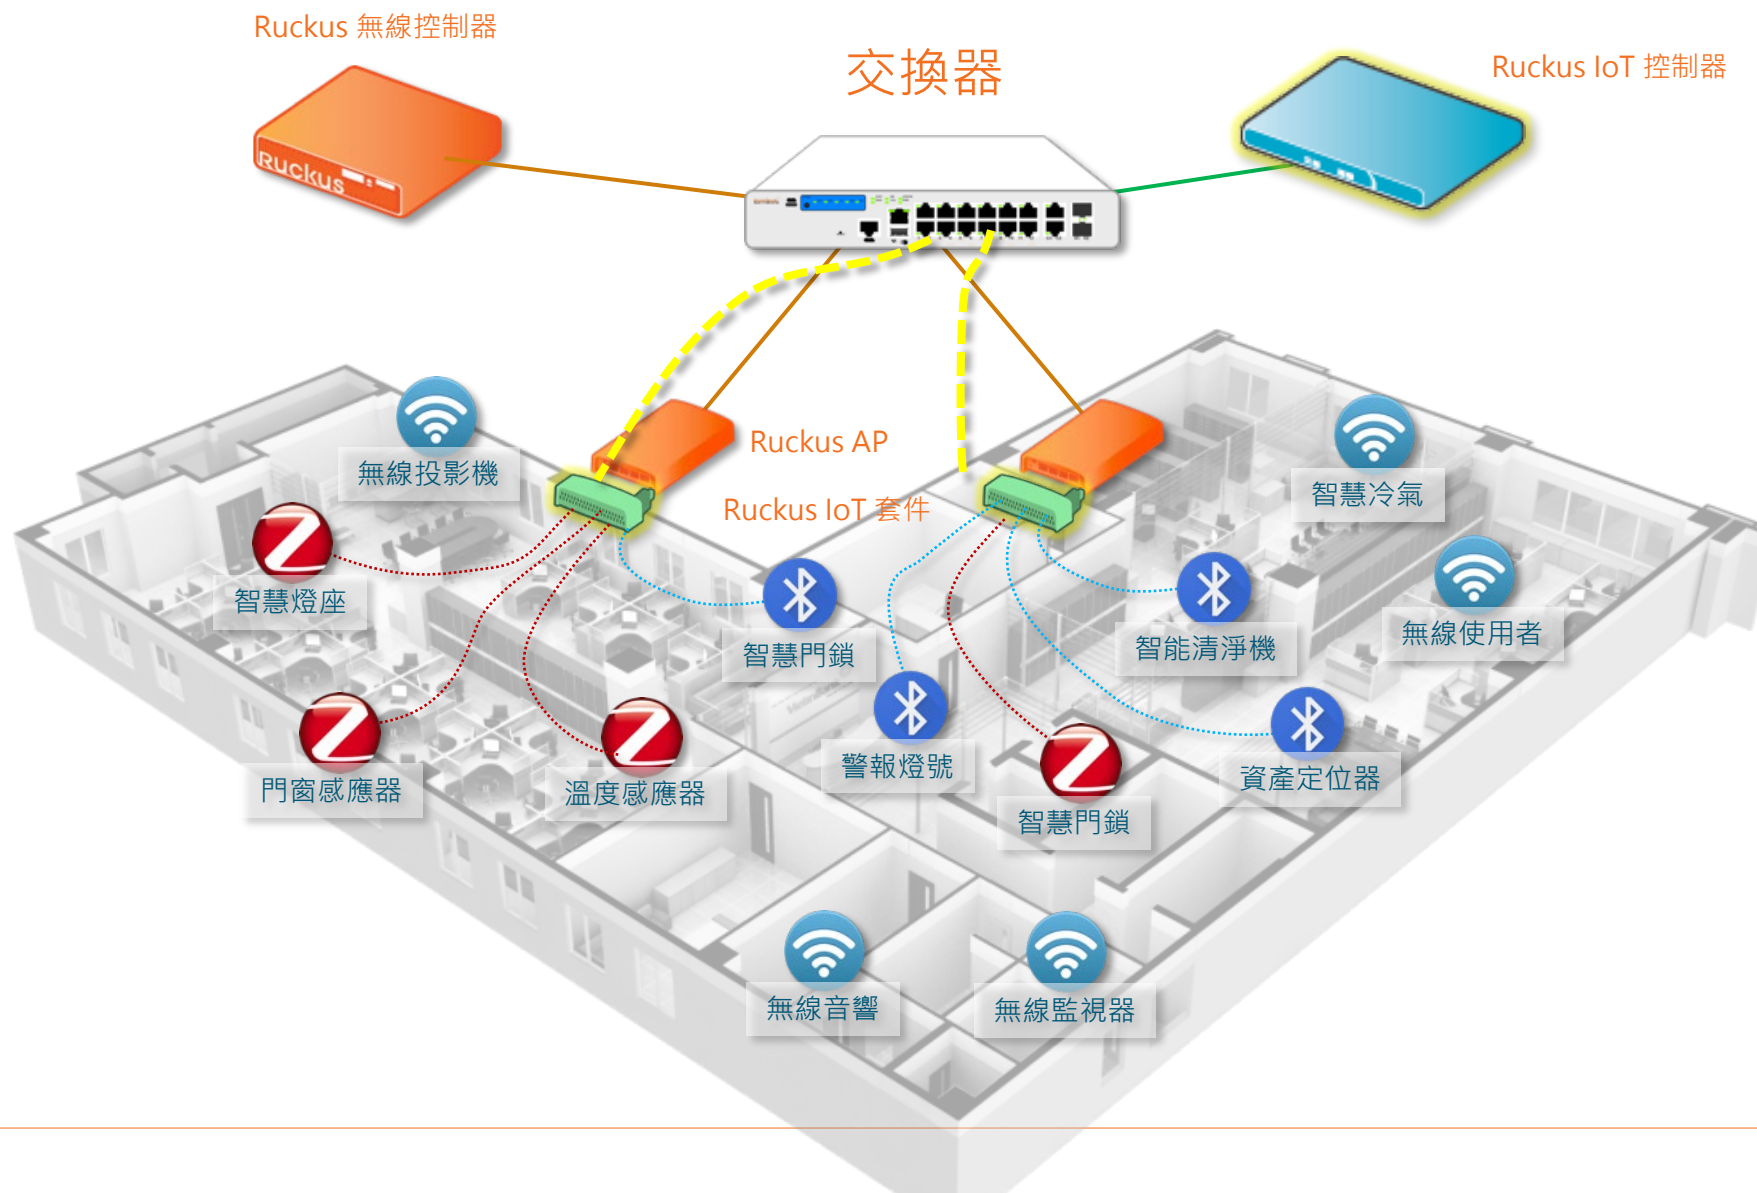 Ruckus 無線控制器
交換器
Ruckus IoT 控制器
Ruckus
Ruckus AP
無線投影機
智慧冷氣
Ruckus IoT 套件
智慧燈座
智慧門鎖
智能清淨機
無線使用者
門窗感應器
溫度感應器
警報燈號
智慧門鎖
資產定位器
無線音響
無線監視器